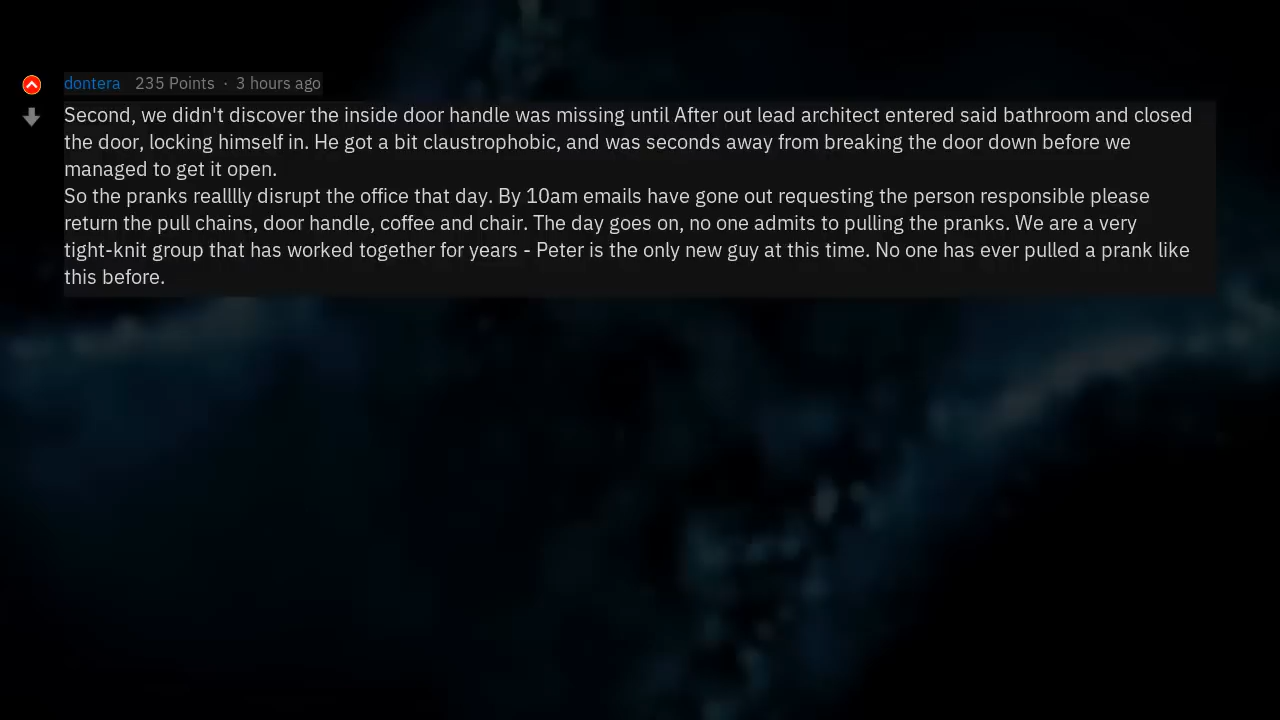 dontera 235 Points · 3 hours ago
Second, we didn't discover the inside door handle was missing until After out lead architect entered said bathroom and closed
the door, locking himself in. He got a bit claustrophobic, and was seconds away from breaking the door down before we
managed to get it open.
So the pranks realllly disrupt the office that day. By 10am emails have gone out requesting the person responsible please
return the pull chains, door handle, coffee and chair. The day goes on, no one admits to pulling the pranks. We are a very
tight-knit group that has worked together for years - Peter is the only new guy at this time. No one has ever pulled a prank like
this before.